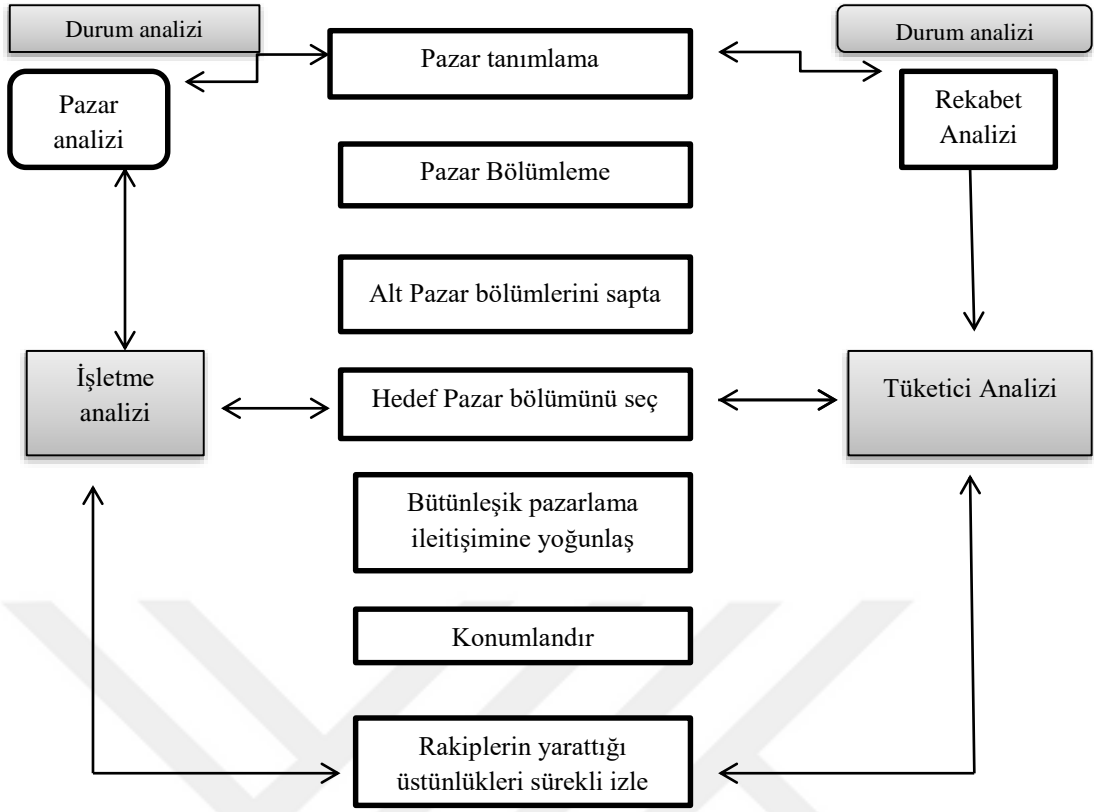 Durum analizi
Pazar tanımlama
Durum analizi
Pazar
analizi
Rekabet
Analizi
Pazar Bölümleme
Alt Pazar bölümlerini sapta
İşletme
analizi
Hedef Pazar bölümünü seç
Tüketici Analizi
Bütünleşik pazarlama
ileitişimine yoğunlaş
Konumlandır
Rakiplerin yarattığı
üstünlükleri sürekli izle